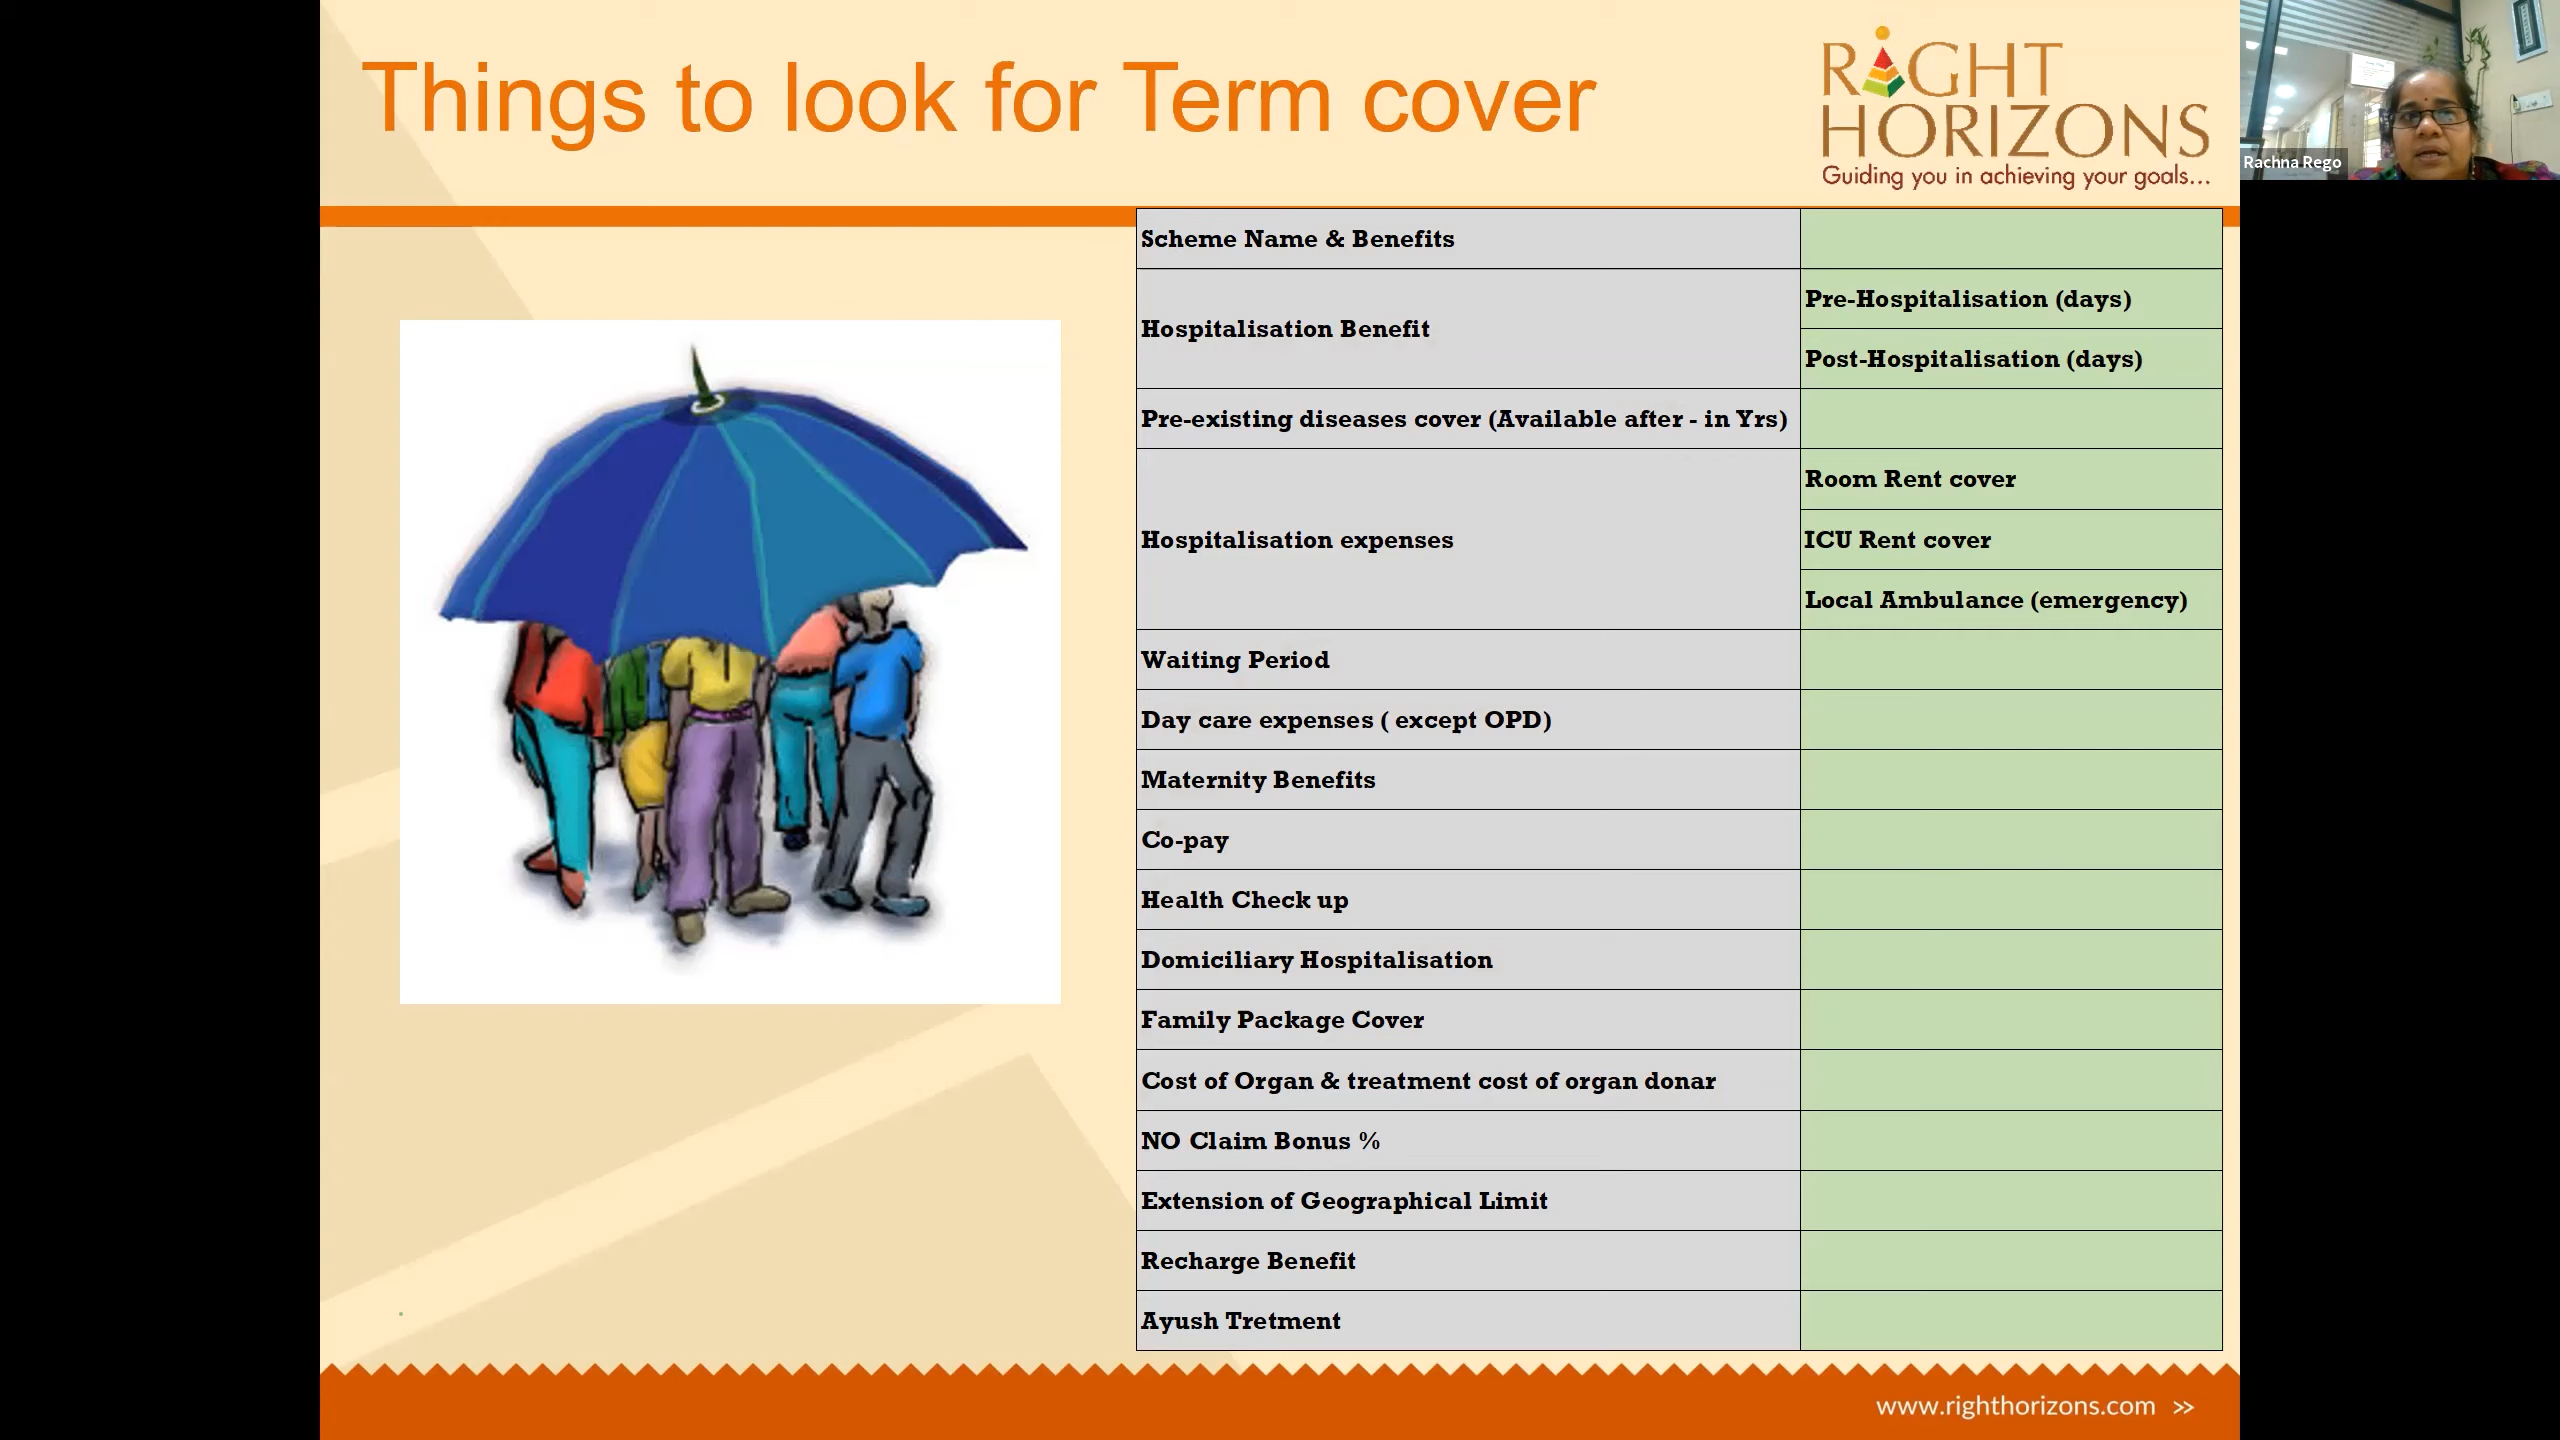 Things to look for Term cover
RIGHT
HORIZONS
Guiding you in achieving your goals...
Rachna Rego
Scheme Name & Benefits
Hospitalisation Benefit
Pre-Hospitalisation (days)
Post-Hospitalisation (days)
Pre-existing diseases cover (Available after - in Yrs)
Hospitalisation expenses
Room Rent cover
ICU Rent cover
Local Ambulance (emergency)
Waiting Period
Day care expenses ( except OPD)
Maternity Benefits
Co-pay
Health Check up
Domiciliary Hospitalisation
Family Package Cover
Cost of Organ & treatment cost of organ donar
NO Claim Bonus %
Extension of Geographical Limit
Recharge Benefit
Ayush Tretment
www.righthorizons.com >>